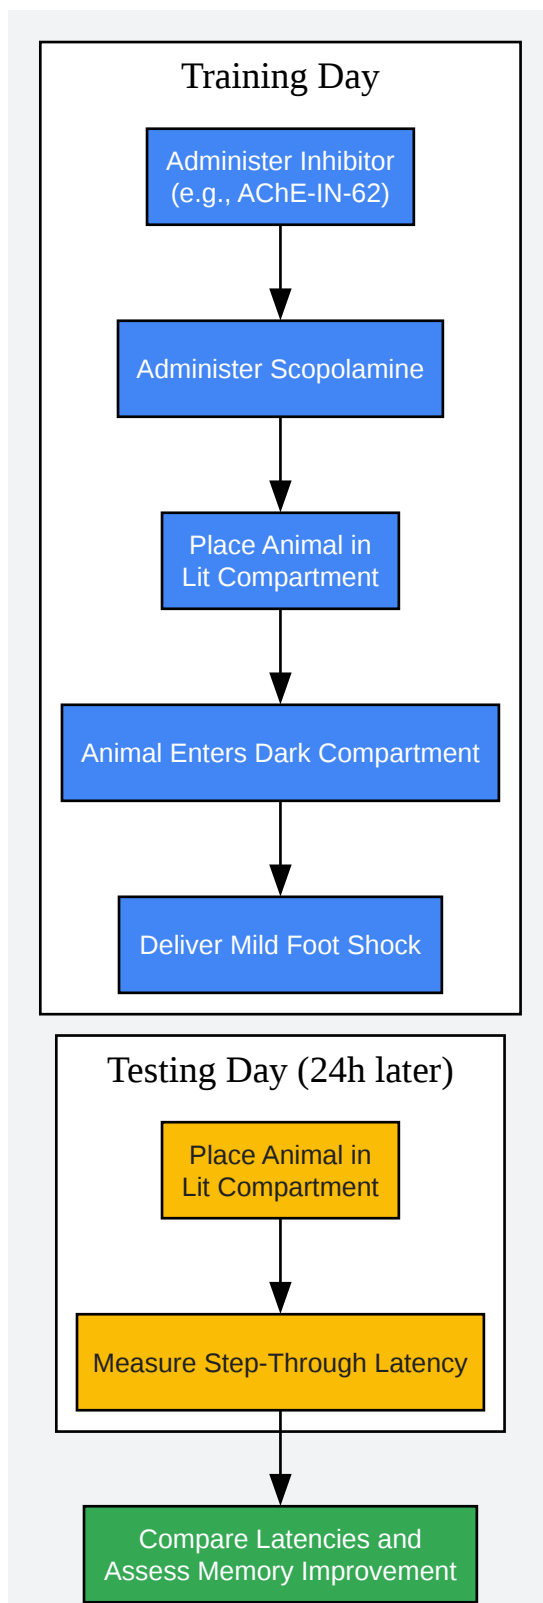 Training Day
Administer Inhibitor
(e.g., AChE-IN-62)
Administer Scopolamine
Place Animal in
Lit Compartment
Animal Enters Dark Compartment
Deliver Mild Foot Shock
Testing Day (24h later)
Place Animal in
Lit Compartment
Measure Step-Through Latency
Compare Latencies and
Assess Memory Improvement